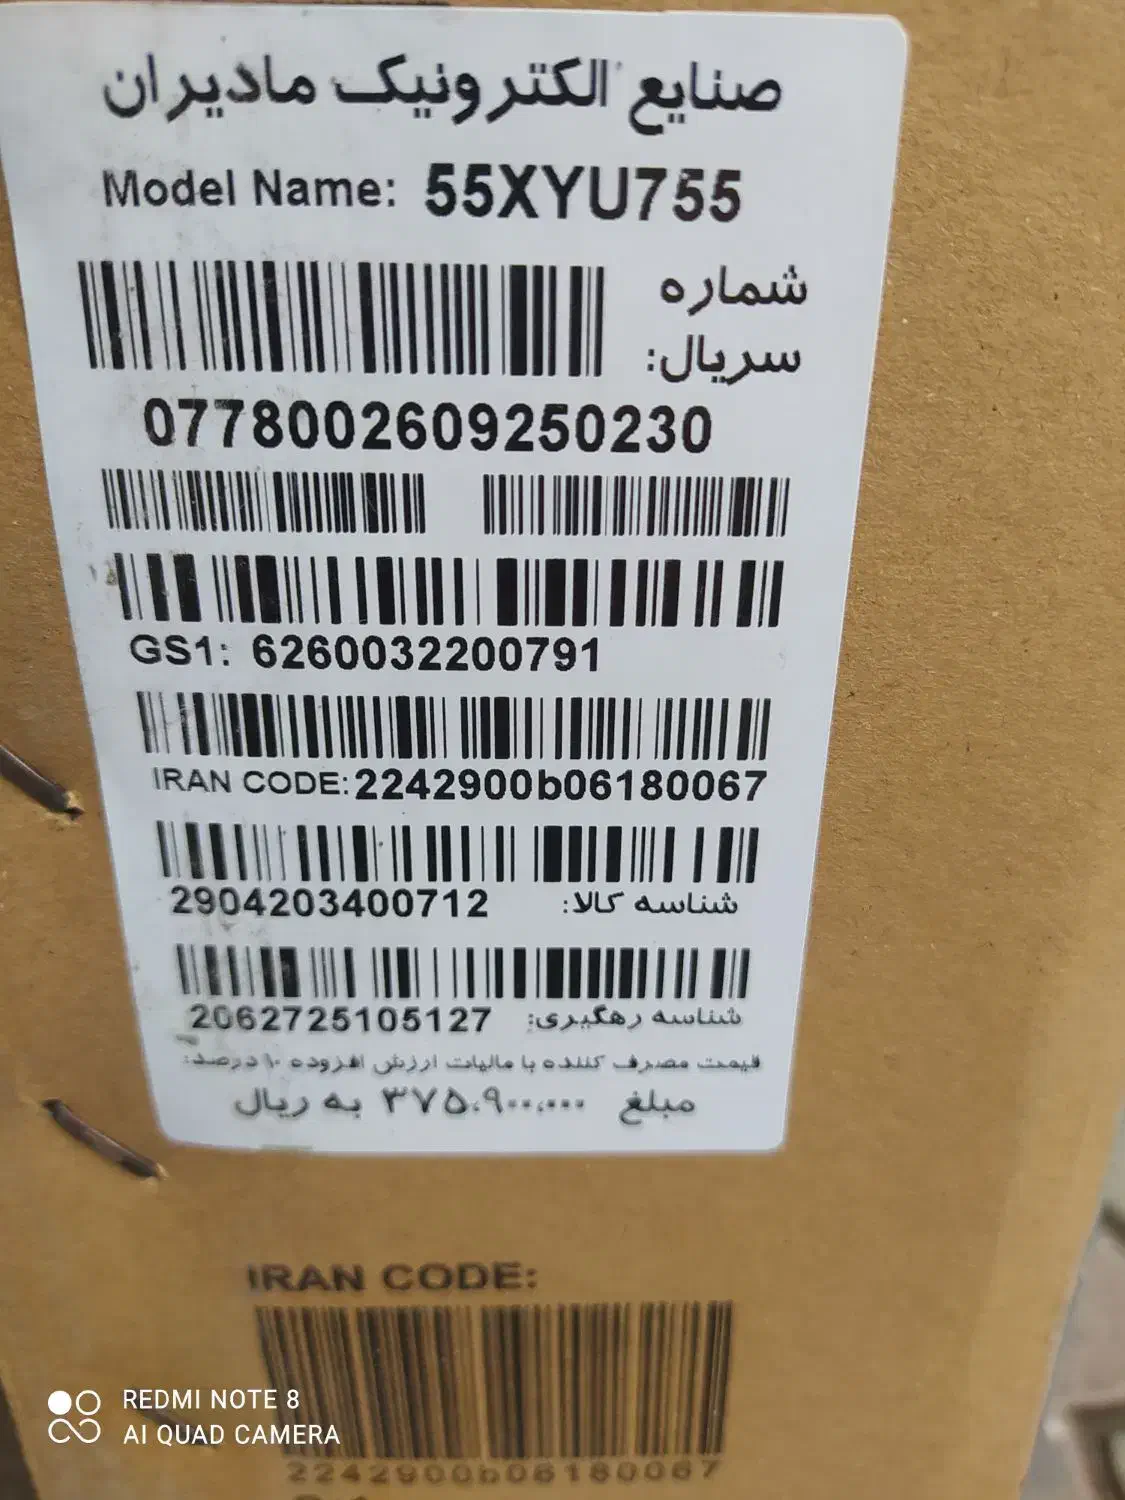 صنایع الکترونیک مادیران
Model Name: 55XYU755
شماره
سریال:
0778002609250230
GS1: 6260032200791
IRAN CODE: 2242900b06180067
شناسه کالا: 2904203400712
شناسه رهگیری: 2062725105127
قیمت مصرف کننده با مالیات ارزش افزوده ۱۰ درصد:
مبلغ ۳۷۵،۹۰۰،۰۰۰ به ریال
IRAN CODE:
2242900b06180067
REDMI NOTE 8
AI QUAD CAMERA